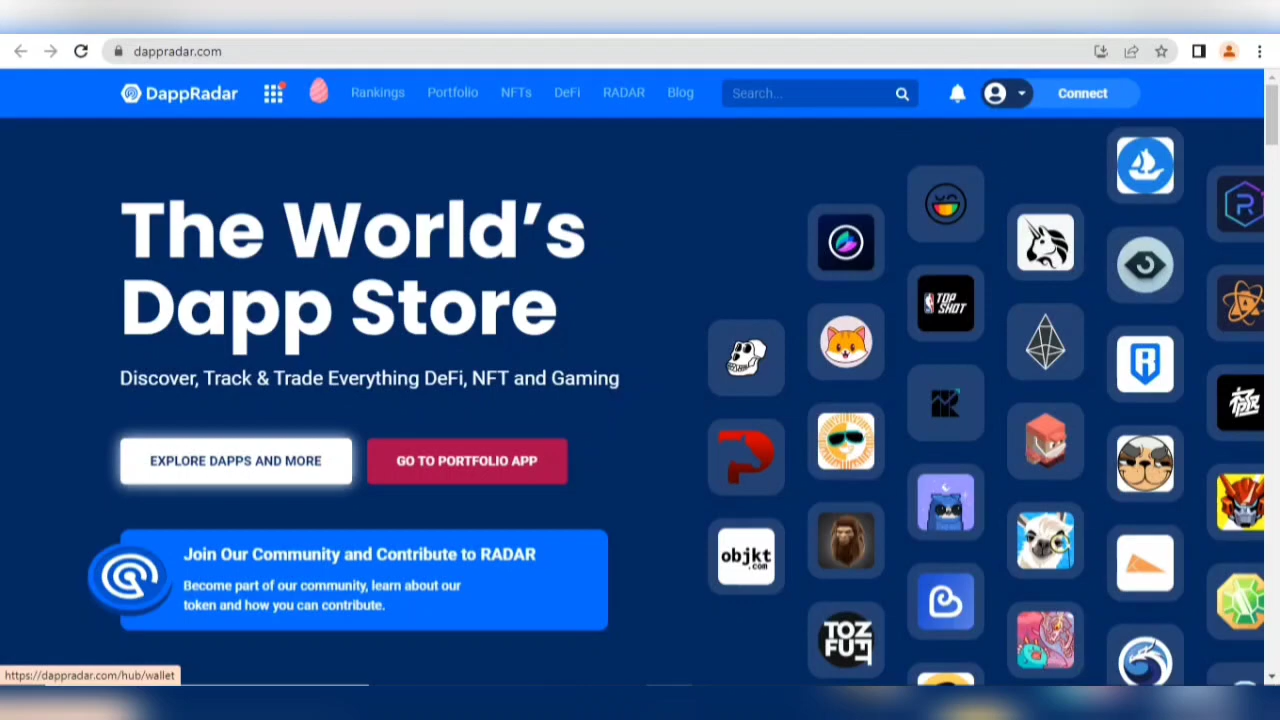 dappradar.com
DappRadar Rankings Portfolio NFTs DeFi RADAR Blog Search... Connect
The World’s
Dapp Store
Discover, Track & Trade Everything DeFi, NFT and Gaming
EXPLORE DAPPS AND MORE GO TO PORTFOLIO APP
Join Our Community and Contribute to RADAR
Become part of our community, learn about our
token and how you can contribute.
TOP
SHOT
極
objkt
.com
TOZ
FUT
https://dappradar.com/hub/wallet